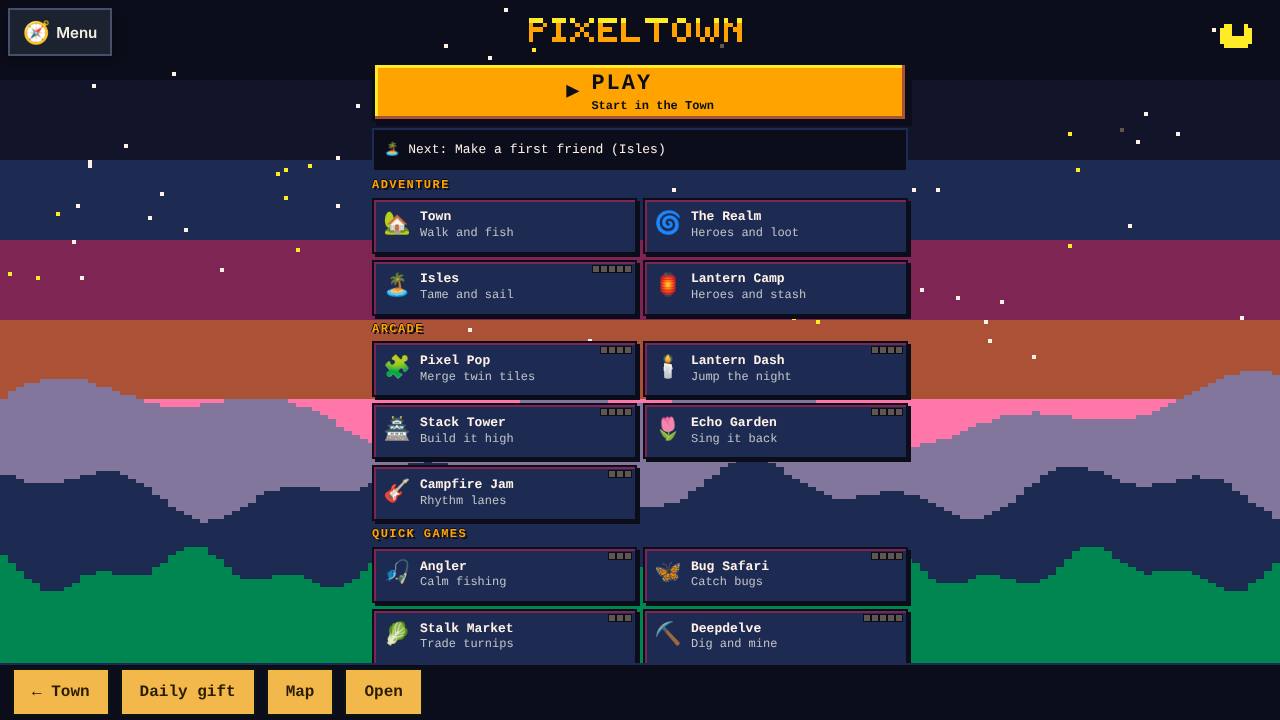 Menu
PIXELTOWN
▶ PLAY
Start in the Town
Next: Make a first friend (Isles)
ADVENTURE
Town
Walk and fish
The Realm
Heroes and loot
Isles
Tame and sail
Lantern Camp
Heroes and stash
ARCADE
Pixel Pop
Merge twin tiles
Lantern Dash
Jump the night
Stack Tower
Build it high
Echo Garden
Sing it back
Campfire Jam
Rhythm lanes
QUICK GAMES
Angler
Calm fishing
Bug Safari
Catch bugs
Stalk Market
Trade turnips
Deepdelve
Dig and mine
← Town
Daily gift
Map
Open